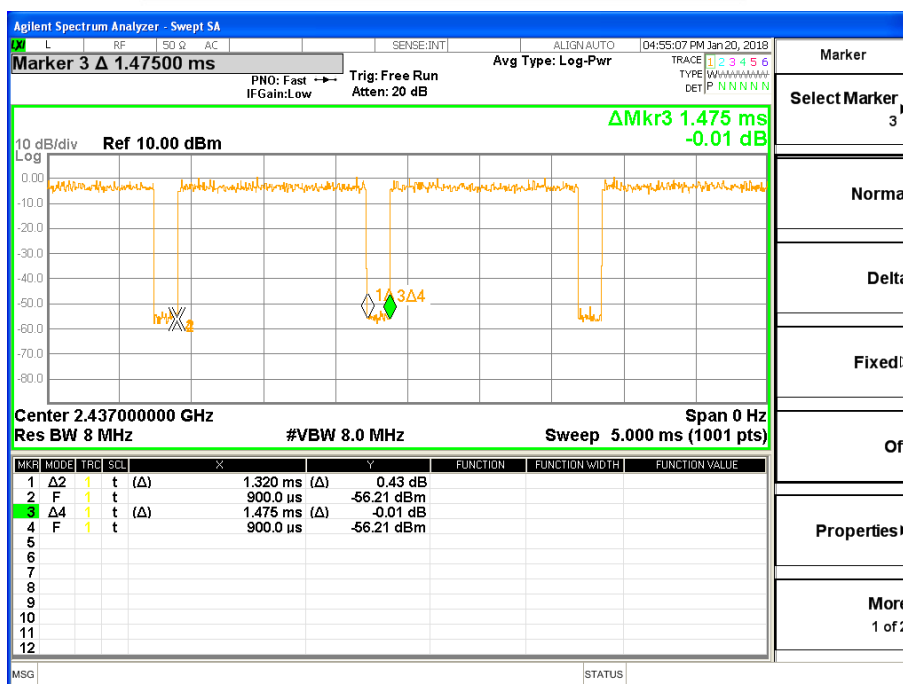 Agilent Spectrum Analyzer - Swept SA
LXI L RF 50 Ω AC SENSE:INT ALIGN AUTO 04:55:07 PM Jan 20, 2018
Marker 3 Δ 1.47500 ms
PNO: Fast
IFGain:Low
Trig: Free Run
Atten: 20 dB
Avg Type: Log-Pwr
TRACE 1 2 3 4 5 6
TYPE WWWWWW
DET P N N N N N
ΔMkr3 1.475 ms
-0.01 dB
10 dB/div Ref 10.00 dBm
Log
0.00
-10.0
-20.0
-30.0
-40.0
-50.0
-60.0
-70.0
-80.0
3Δ4
Center 2.437000000 GHz Span 0 Hz
Res BW 8 MHz #VBW 8.0 MHz Sweep 5.000 ms (1001 pts)
MKR MODE TRC SCL X Y FUNCTION FUNCTION WIDTH FUNCTION VALUE
1 Δ2 1 t (Δ) 1.320 ms (Δ) 0.43 dB
2 F 1 t 900.0 µs -56.21 dBm
3 Δ4 1 t (Δ) 1.475 ms (Δ) -0.01 dB
4 F 1 t 900.0 µs -56.21 dBm
5
6
7
8
9
10
11
12
MSG STATUS
Marker
Select Marker
3
Norma
Delta
Fixed
Of
Properties
More
1 of 2